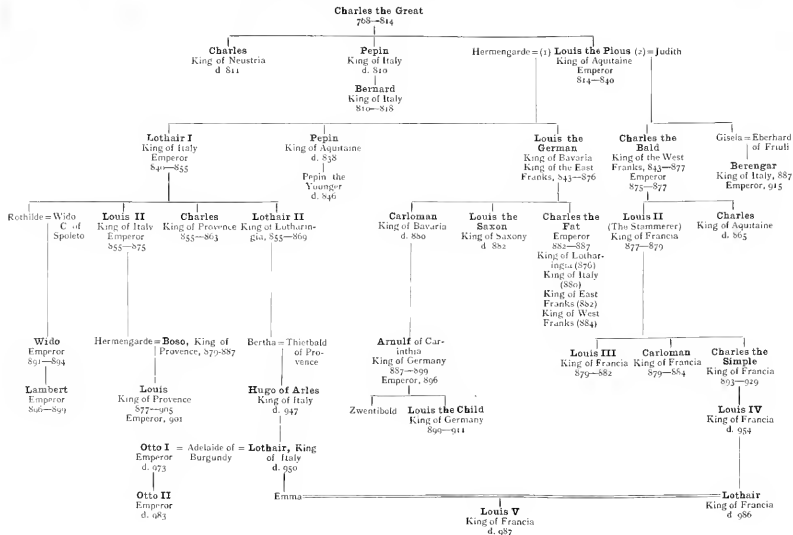 Charles the Great
768—814
Charles
King of Neustria
d 811
Pepin
King of Italy
d. 810
Hermengarde = (1) Louis the Pious (2) = Judith
King of Aquitaine
Emperor
814—840
Bernard
King of Italy
810—818
Lothair I
King of Italy
Emperor
840—855
Pepin
King of Aquitaine
d. 838
Pepin the
Younger
d. 846
Louis the
German
King of Bavaria
King of the East
Franks, 843—876
Charles the
Bald
King of the West
Franks, 843—877
Emperor
875—877
Gisela = Eberhard
of Friuli
Berengar
King of Italy, 887
Emperor, 915
Rothilde = Wido
C of
Spoleto
Louis II
King of Italy
Emperor
855—875
Charles
King of Provence
855—863
Lothair II
King of Lotharin-
gia, 855—869
Carloman
King of Bavaria
d. 880
Louis the
Saxon
King of Saxony
d 882
Charles the
Fat
Emperor
882—887
King of Lothar-
ingia (876)
King of Italy
(880)
King of East
Franks (882)
King of West
Franks (884)
Louis II
(The Stammerer)
King of Francia
877—879
Charles
King of Aquitaine
d. 865
Wido
Emperor
891—894
Lambert
Emperor
896—899
Hermengarde = Boso, King of
Provence, 879-887
Louis
King of Provence
877—905
Emperor, 901
Bertha = Thietbald
of Pro-
vence
Hugo of Arles
King of Italy
d. 947
Arnulf of Car-
inthia
King of Germany
887—899
Emperor, 896
Zwentibold
Louis the Child
King of Germany
899—911
Louis III
King of Francia
879—882
Carloman
King of Francia
879—884
Charles the
Simple
King of Francia
893—929
Louis IV
King of Francia
d. 954
Otto I = Adelaide of = Lothair, King
Emperor Burgundy of Italy
d. 973 d. 950
Otto II
Emperor
d. 983
Emma
Lothair
King of Francia
d 986
Louis V
King of Francia
d. 987